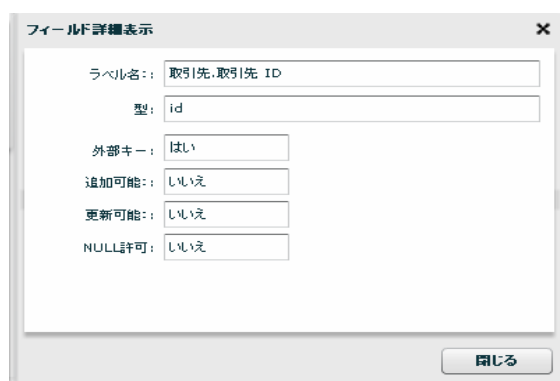 フィールド詳細表示
ラベル名:: 取引先.取引先 ID
型: id
外部キー: はい
追加可能:: いいえ
更新可能:: いいえ
NULL許可: いいえ
閉じる